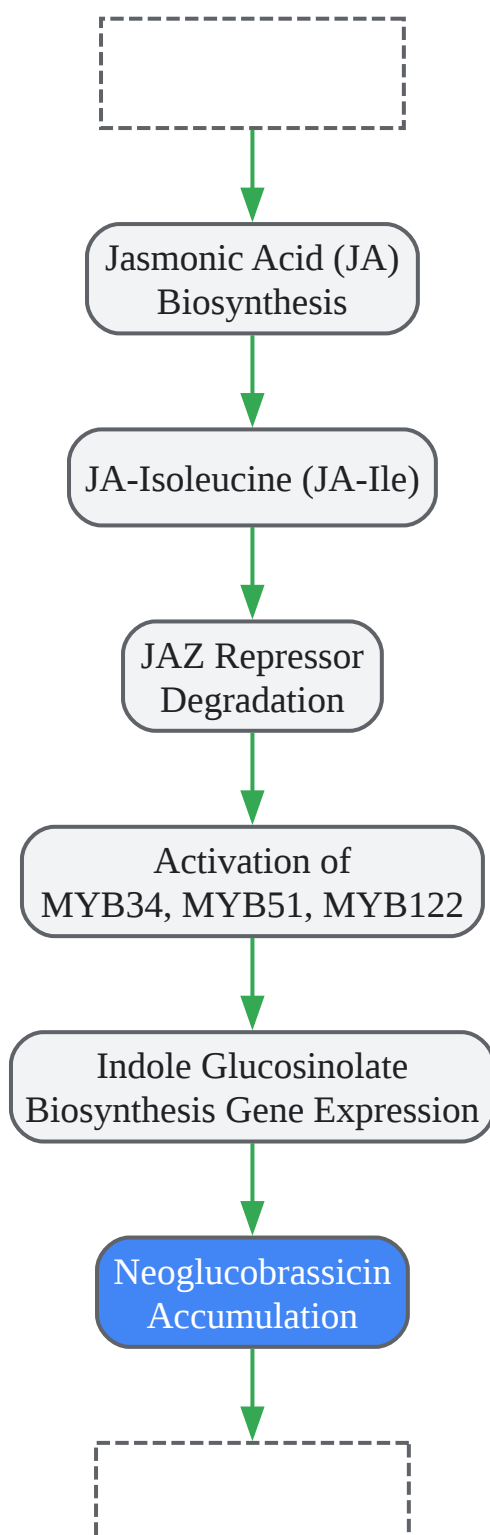 Jasmonic Acid (JA)
Biosynthesis
JA-Isoleucine (JA-Ile)
JAZ Repressor
Degradation
Activation of
MYB34, MYB51, MYB122
Indole Glucosinolate
Biosynthesis Gene Expression
Neoglucobrassicin
Accumulation